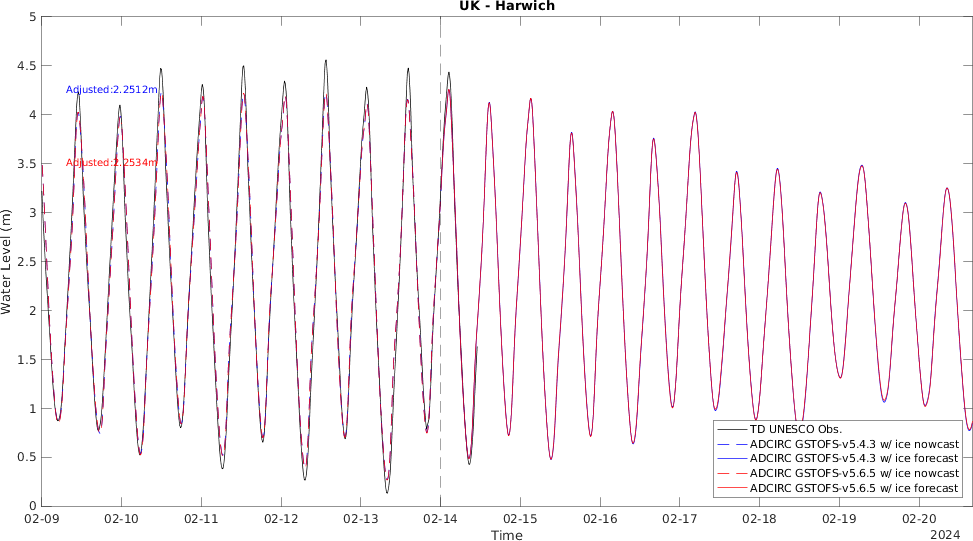 UK - Harwich
5
4.5
4
3.5
3
2.5
2
1.5
1
0.5
0
Water Level (m)
Adjusted:2.2512m
Adjusted:2.2534m
TD UNESCO Obs.
ADCIRC GSTOFS-v5.4.3 w/ ice nowcast
ADCIRC GSTOFS-v5.4.3 w/ ice forecast
ADCIRC GSTOFS-v5.6.5 w/ ice nowcast
ADCIRC GSTOFS-v5.6.5 w/ ice forecast
02-09 02-10 02-11 02-12 02-13 02-14 02-15 02-16 02-17 02-18 02-19 02-20
Time
2024